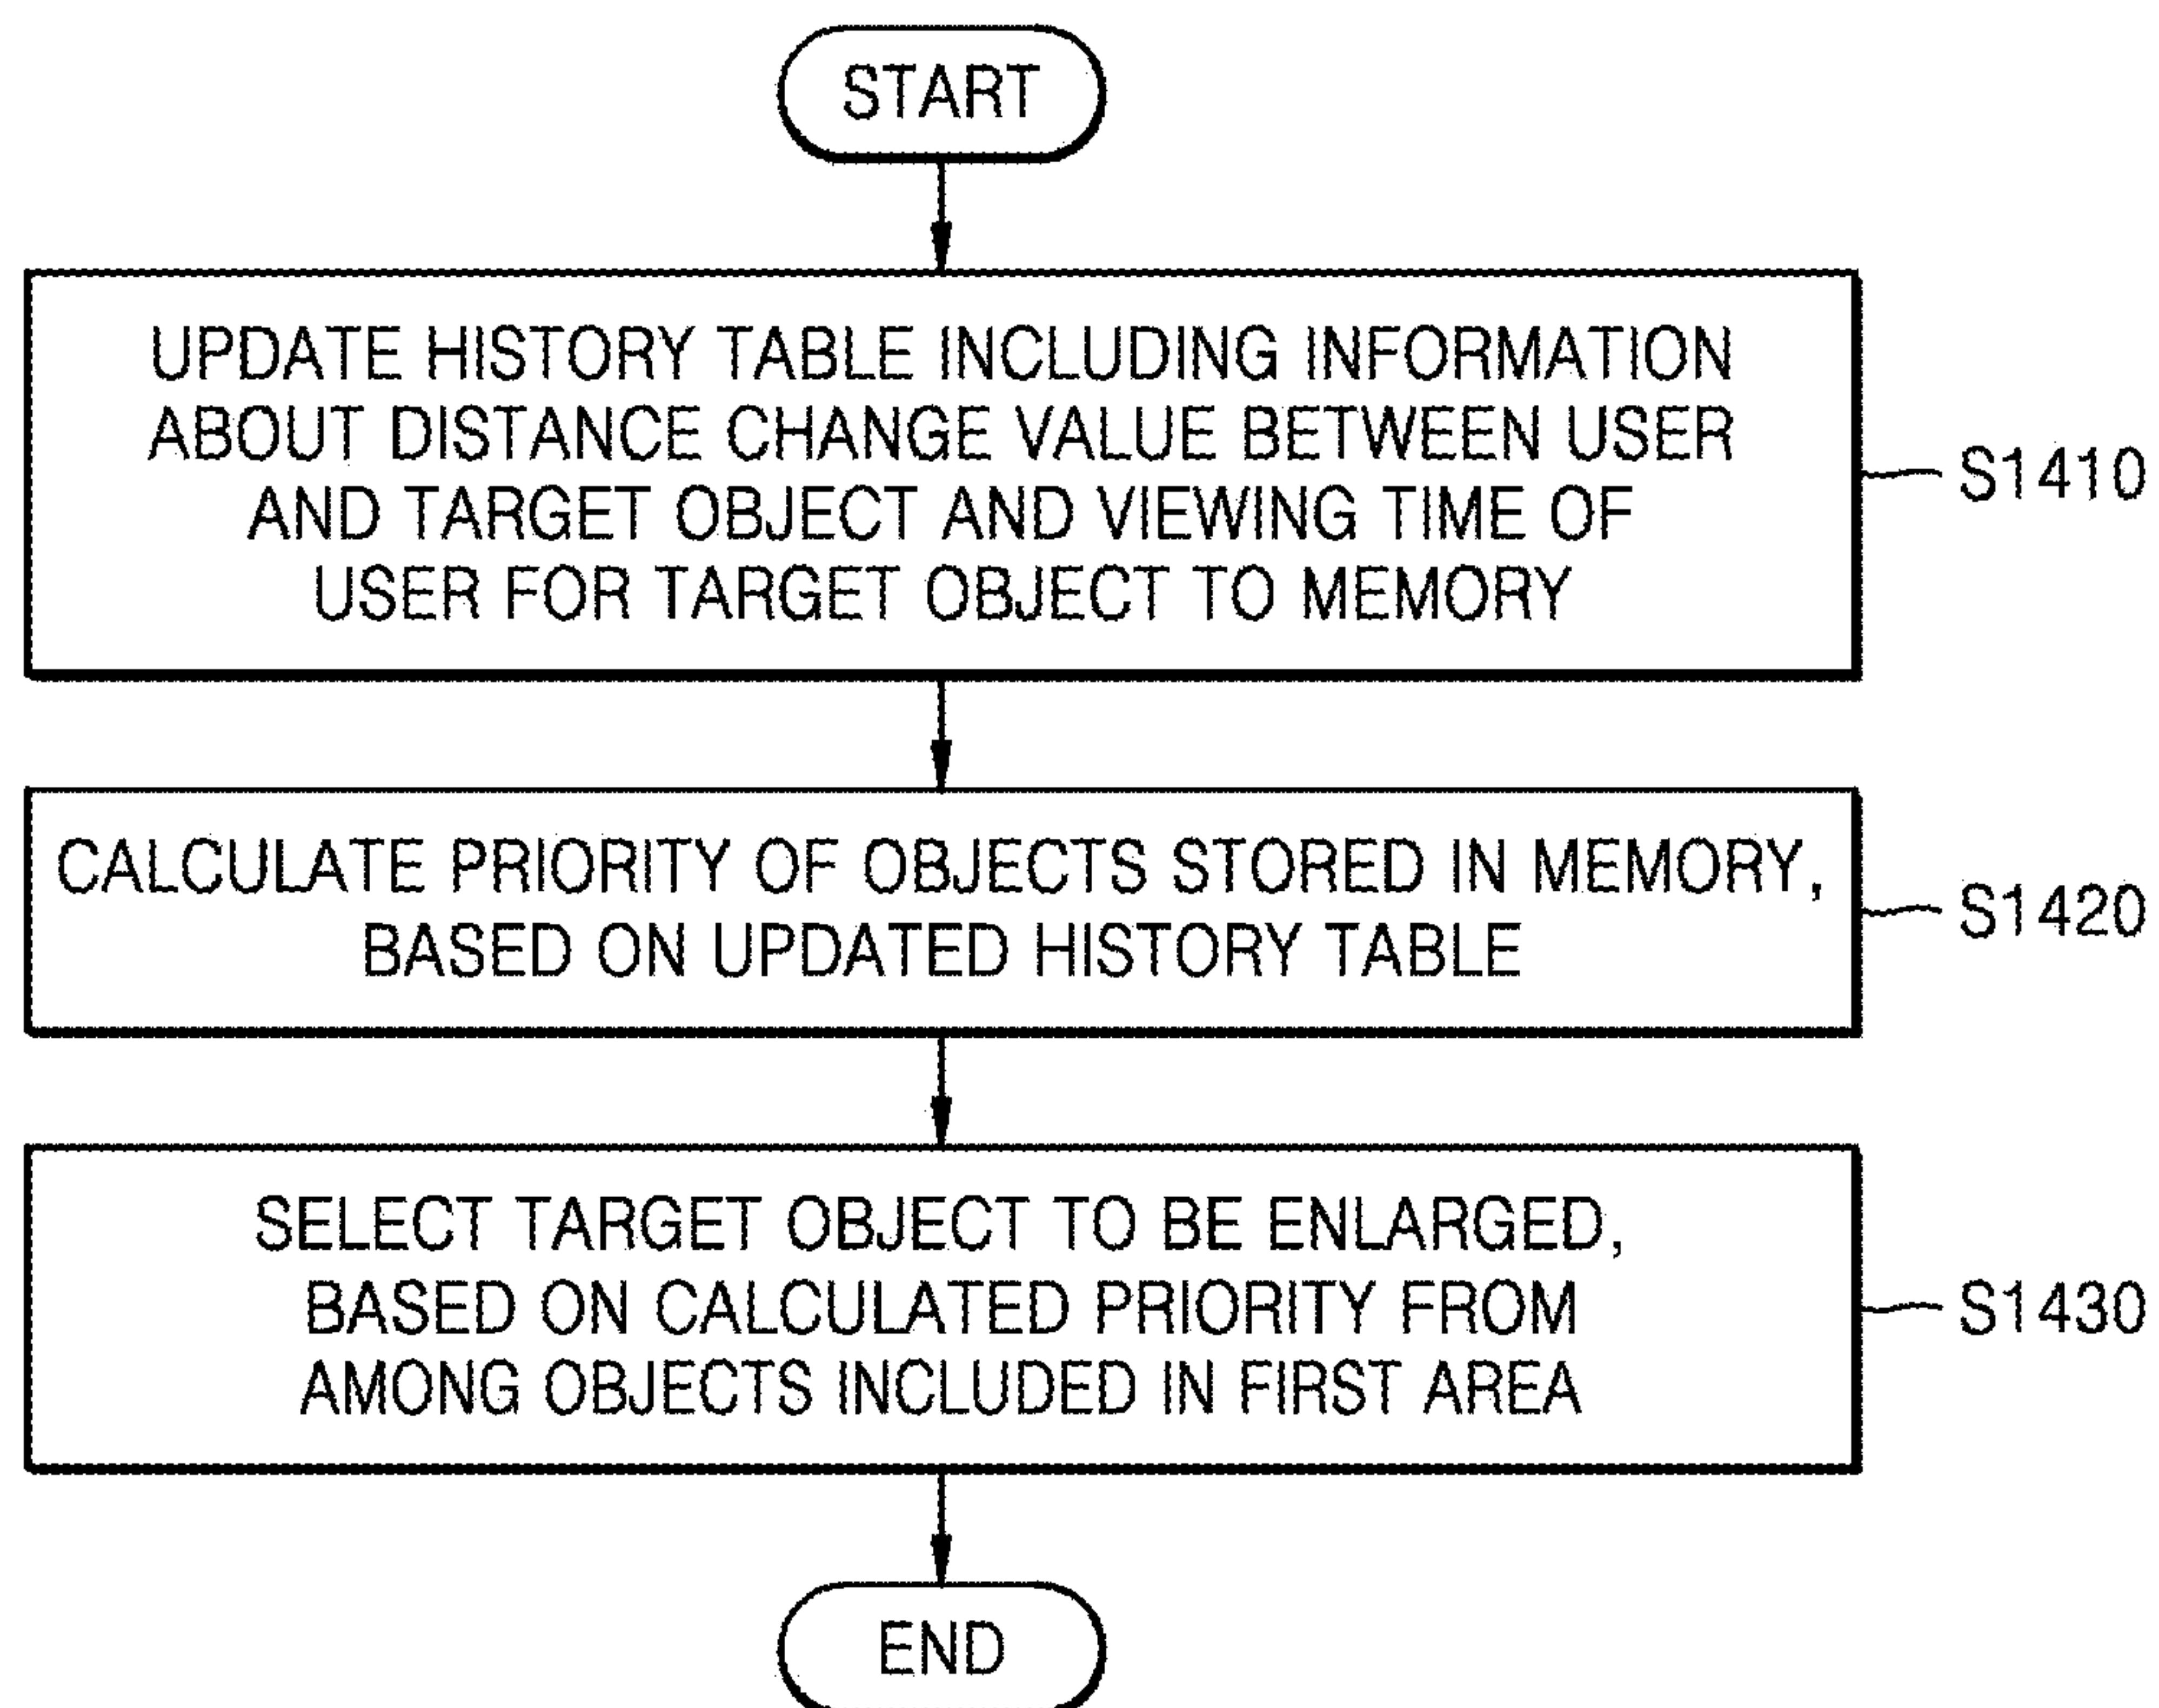 START
UPDATE HISTORY TABLE INCLUDING INFORMATION
ABOUT DISTANCE CHANGE VALUE BETWEEN USER
AND TARGET OBJECT AND VIEWING TIME OF
USER FOR TARGET OBJECT TO MEMORY
S1410
CALCULATE PRIORITY OF OBJECTS STORED IN MEMORY,
BASED ON UPDATED HISTORY TABLE
S1420
SELECT TARGET OBJECT TO BE ENLARGED,
BASED ON CALCULATED PRIORITY FROM
AMONG OBJECTS INCLUDED IN FIRST AREA
S1430
END